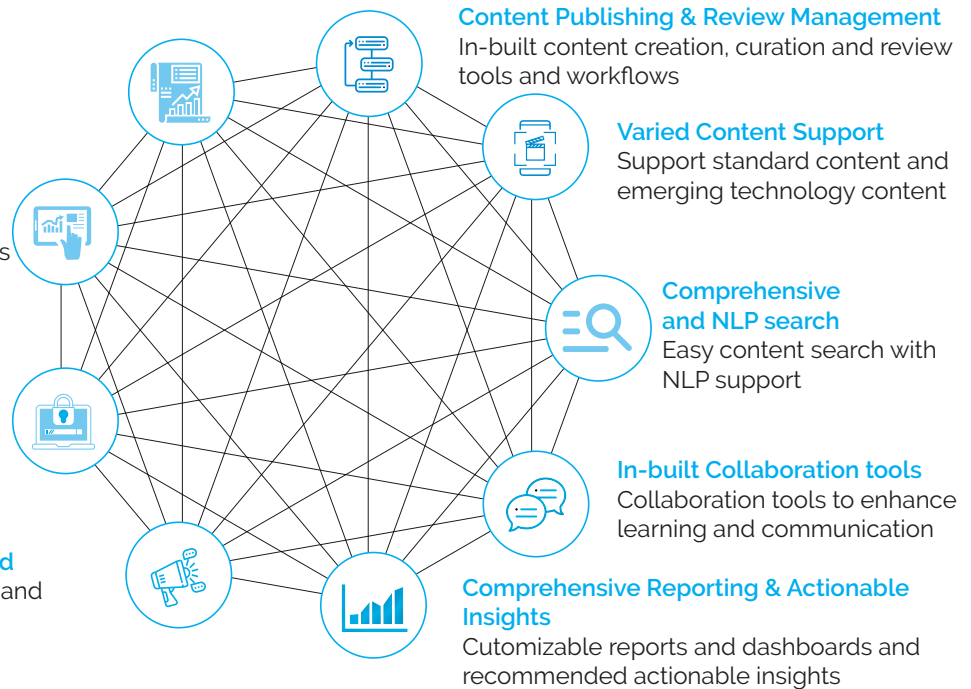 Content Publishing & Review Management
In-built content creation, curation and review
tools and workflows
Varied Content Support
Support standard content and
emerging technology content
s
Comprehensive
and NLP search
Easy content search with
NLP support
In-built Collaboration tools
Collaboration tools to enhance
learning and communication
d
and
Comprehensive Reporting & Actionable
Insights
Cutomizable reports and dashboards and
recommended actionable insights